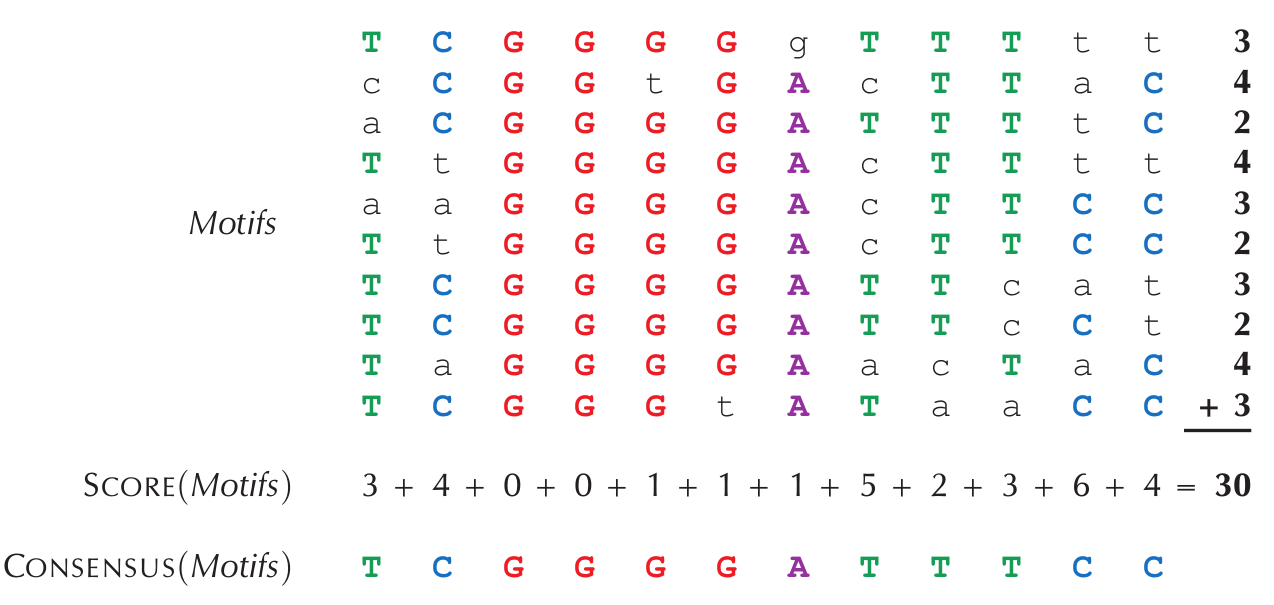 T C G G G G g T T T t t 3
c C G G t G A c T T a C 4
a C G G G G A T T T t C 2
T t G G G G A c T T t t 4
a a G G G G A c T T C C 3
Motifs
T t G G G G A c T T C C 2
T C G G G G A T T c a t 3
T C G G G G A T T c C t 2
T a G G G G A a c T a C 4
T C G G G t A T a a C C + 3
SCORE(Motifs) 3 + 4 + 0 + 0 + 1 + 1 + 1 + 5 + 2 + 3 + 6 + 4 = 30
CONSENSUS(Motifs) T C G G G G A T T T C C